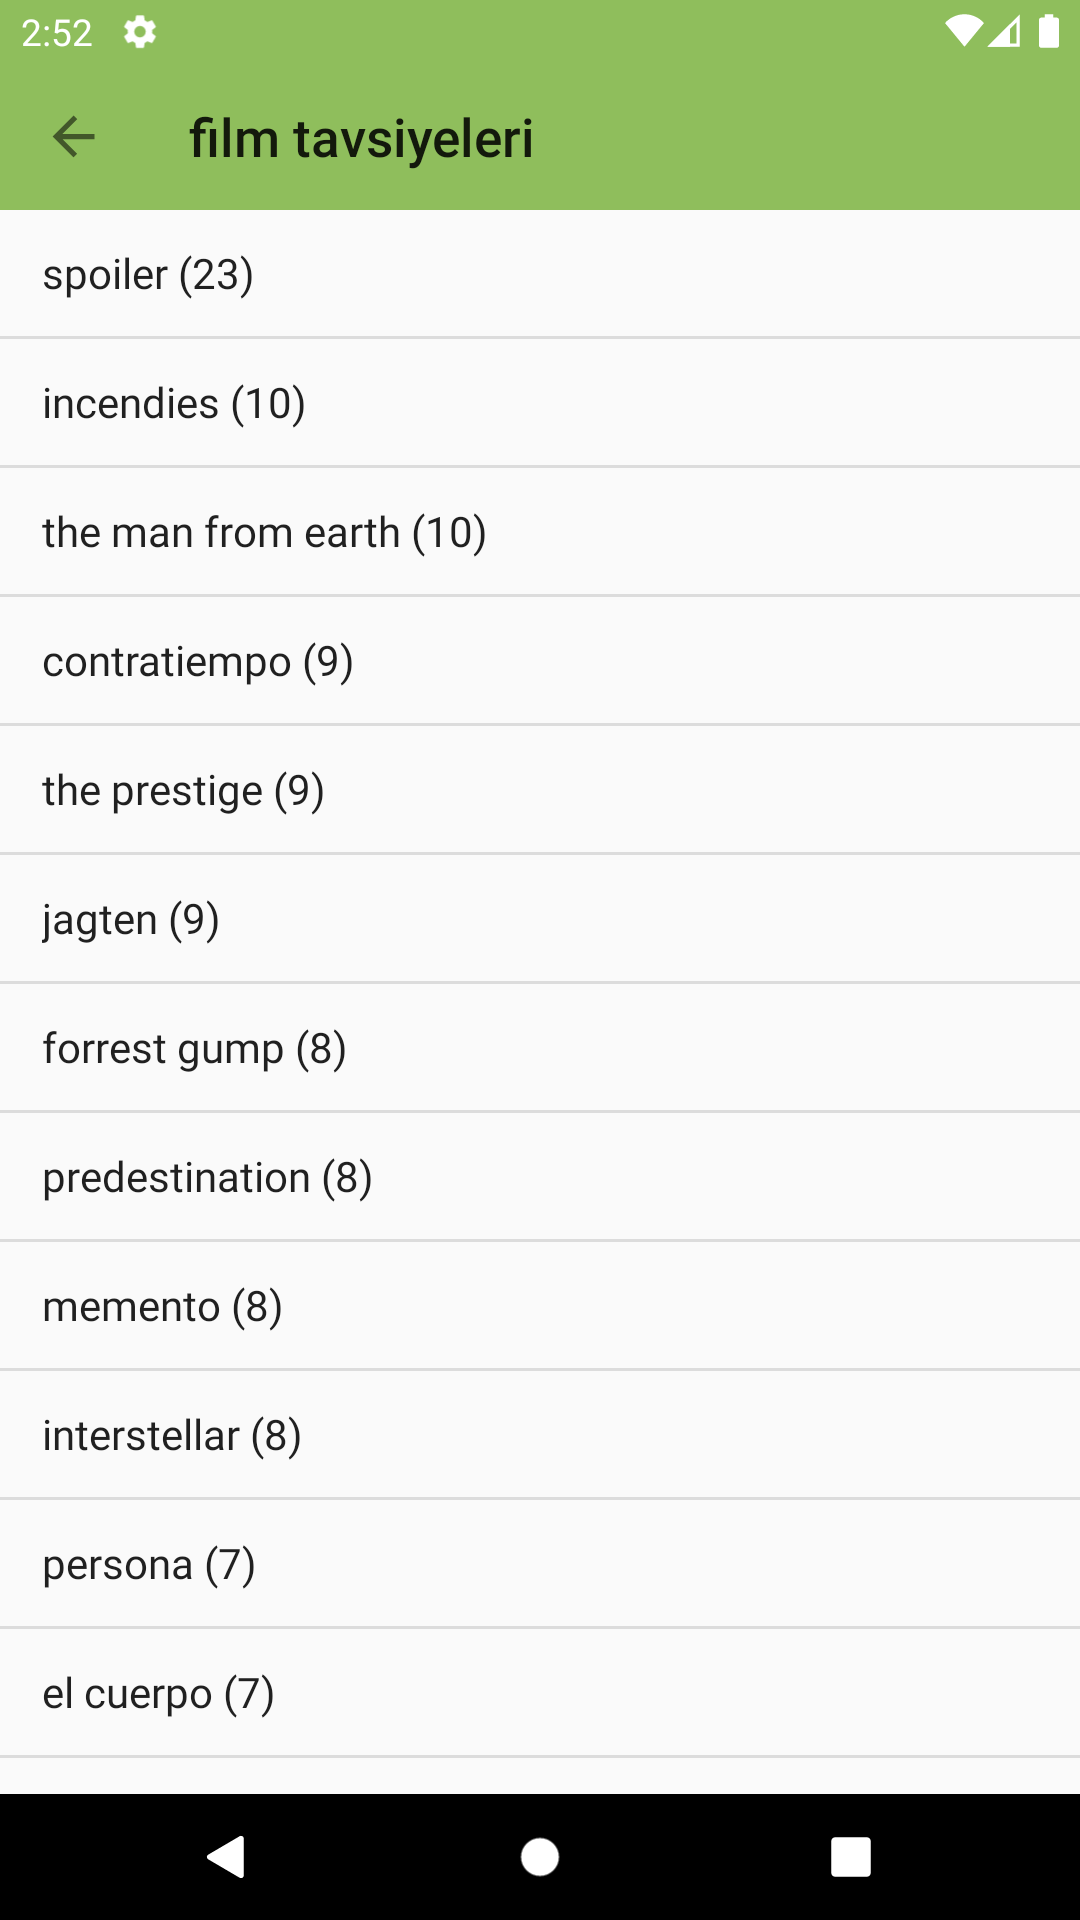 2:52
film tavsiyeleri
spoiler (23)
incendies (10)
the man from earth (10)
contratiempo (9)
the prestige (9)
jagten (9)
forrest gump (8)
predestination (8)
memento (8)
interstellar (8)
persona (7)
el cuerpo (7)